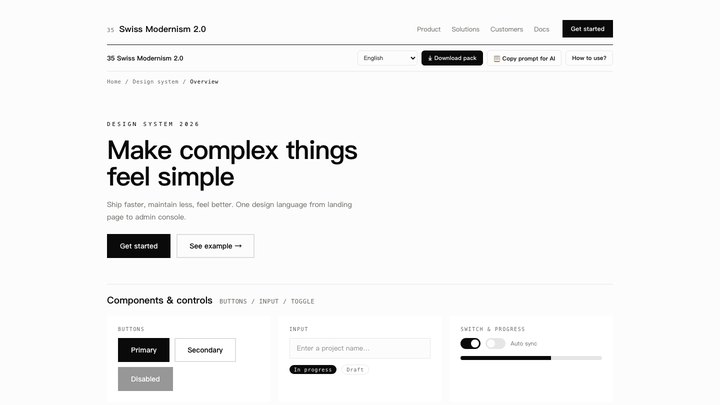 35 Swiss Modernism 2.0
Product Solutions Customers Docs Get started
35 Swiss Modernism 2.0
English Download pack Copy prompt for AI How to use?
Home / Design system / Overview
DESIGN SYSTEM 2026
Make complex things
feel simple
Ship faster, maintain less, feel better. One design language from landing
page to admin console.
Get started See example →
Components & controls BUTTONS / INPUT / TOGGLE
BUTTONS
Primary Secondary
Disabled
INPUT
Enter a project name...
In progress Draft
SWITCH & PROGRESS
Auto sync